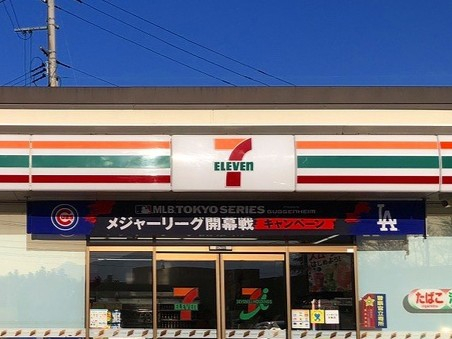 7
ELEVEN
MLB TOKYO SERIES
GUGGENHEIM
メジャーリーグ開幕戦 キャンペーン
LA
ELEVEN
たばこ